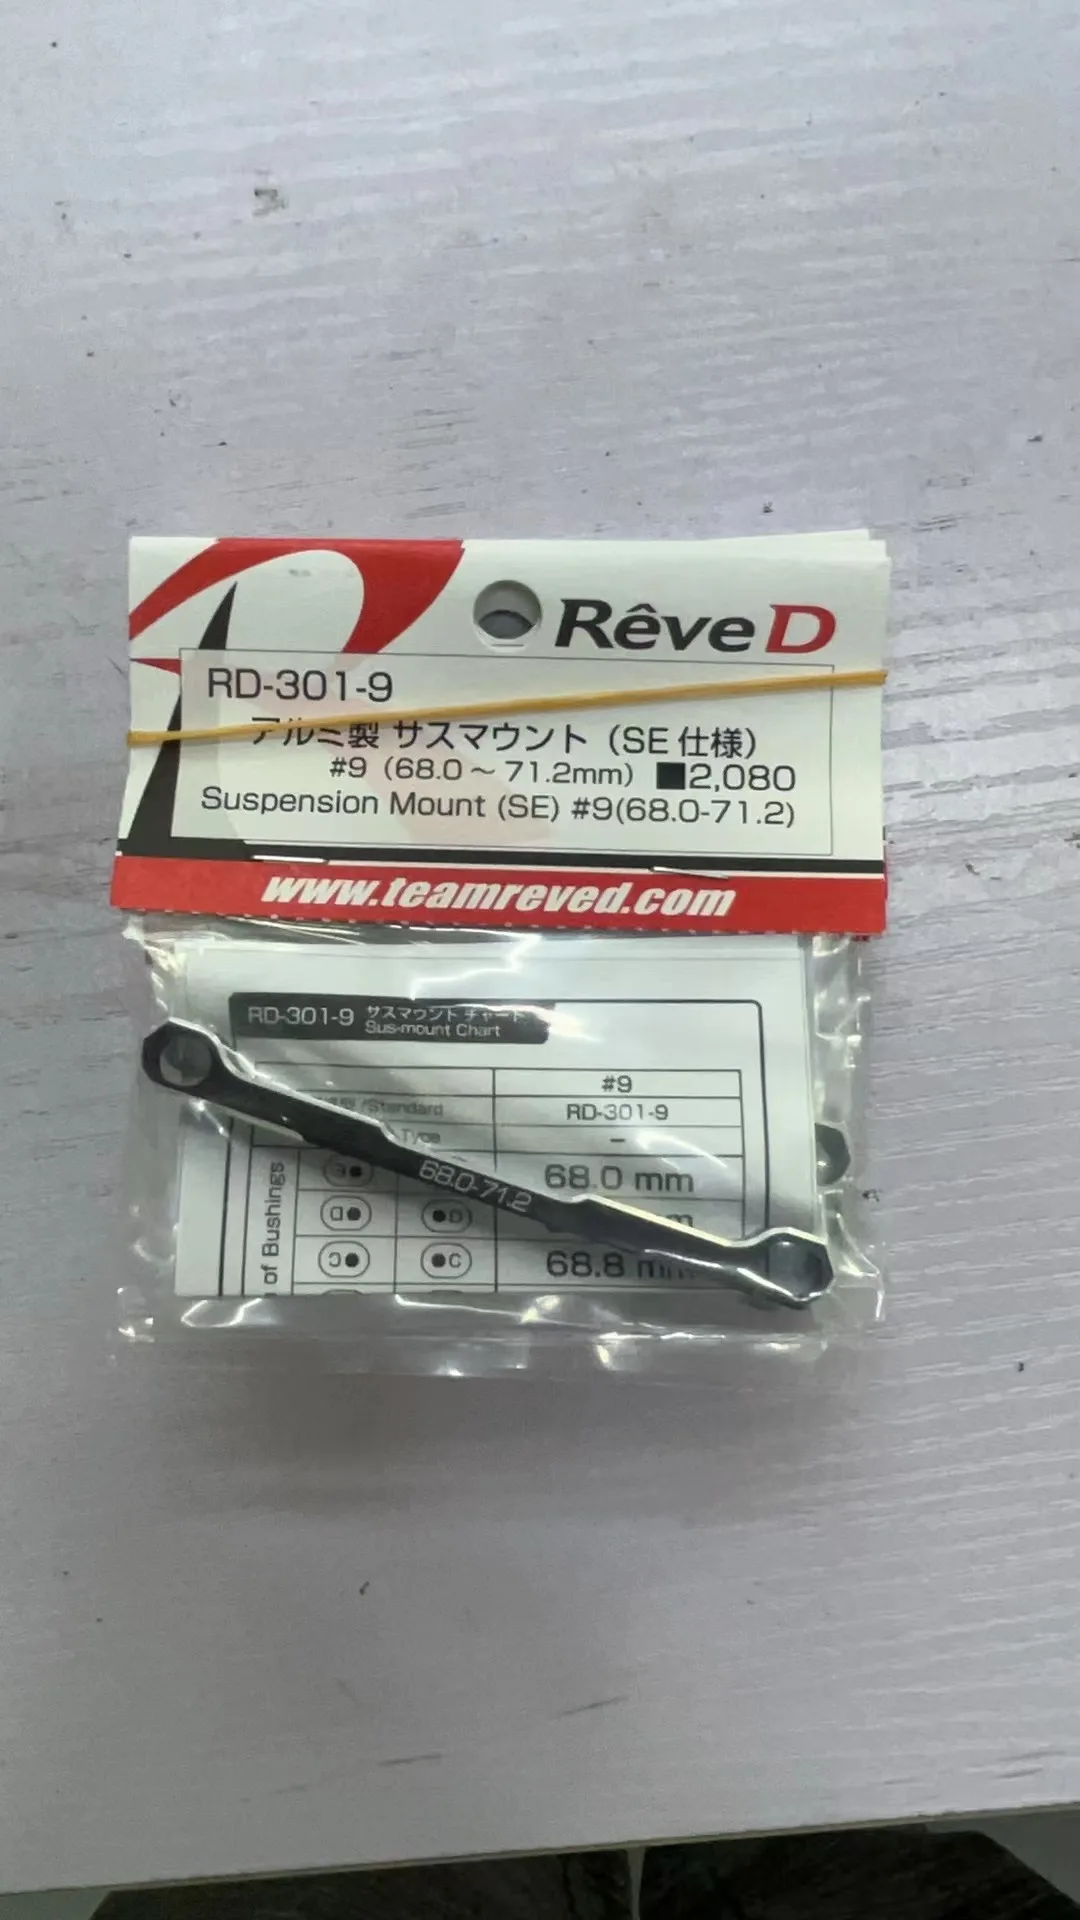 RêveD
RD-301-9
アルミ製 サスマウント（SE 仕様）
#9（68.0～71.2mm）■2,080
Suspension Mount (SE) #9(68.0-71.2)
www.teamreved.com
RD-301-9 サスマウント チャート
Sus-mount Chart
#9
/Standard RD-301-9
Type –
68.0-71.2
of Bushings
E 68.0 mm
D D m
C C 68.8 mm